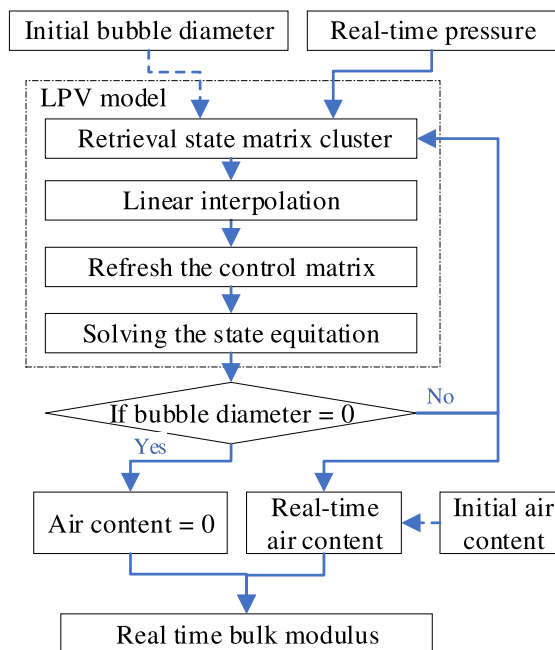 Initial bubble diameter
Real-time pressure
LPV model
Retrieval state matrix cluster
Linear interpolation
Refresh the control matrix
Solving the state equitation
If bubble diameter = 0
No
Yes
Air content = 0
Real-time
air content
Initial air
content
Real time bulk modulus